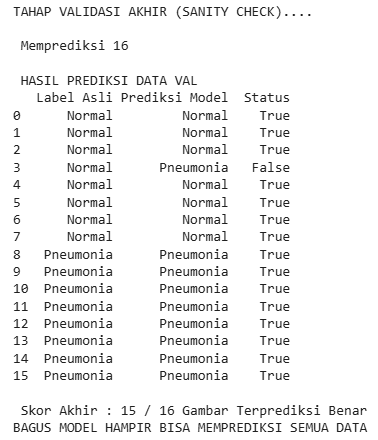 TAHAP VALIDASI AKHIR (SANITY CHECK)....
Memprediksi 16
HASIL PREDIKSI DATA VAL
Label Asli Prediksi Model Status
0 Normal Normal True
1 Normal Normal True
2 Normal Normal True
3 Normal Pneumonia False
4 Normal Normal True
5 Normal Normal True
6 Normal Normal True
7 Normal Normal True
8 Pneumonia Pneumonia True
9 Pneumonia Pneumonia True
10 Pneumonia Pneumonia True
11 Pneumonia Pneumonia True
12 Pneumonia Pneumonia True
13 Pneumonia Pneumonia True
14 Pneumonia Pneumonia True
15 Pneumonia Pneumonia True
Skor Akhir : 15 / 16 Gambar Terprediksi Benar
BAGUS MODEL HAMPIR BISA MEMPREDIKSI SEMUA DATA